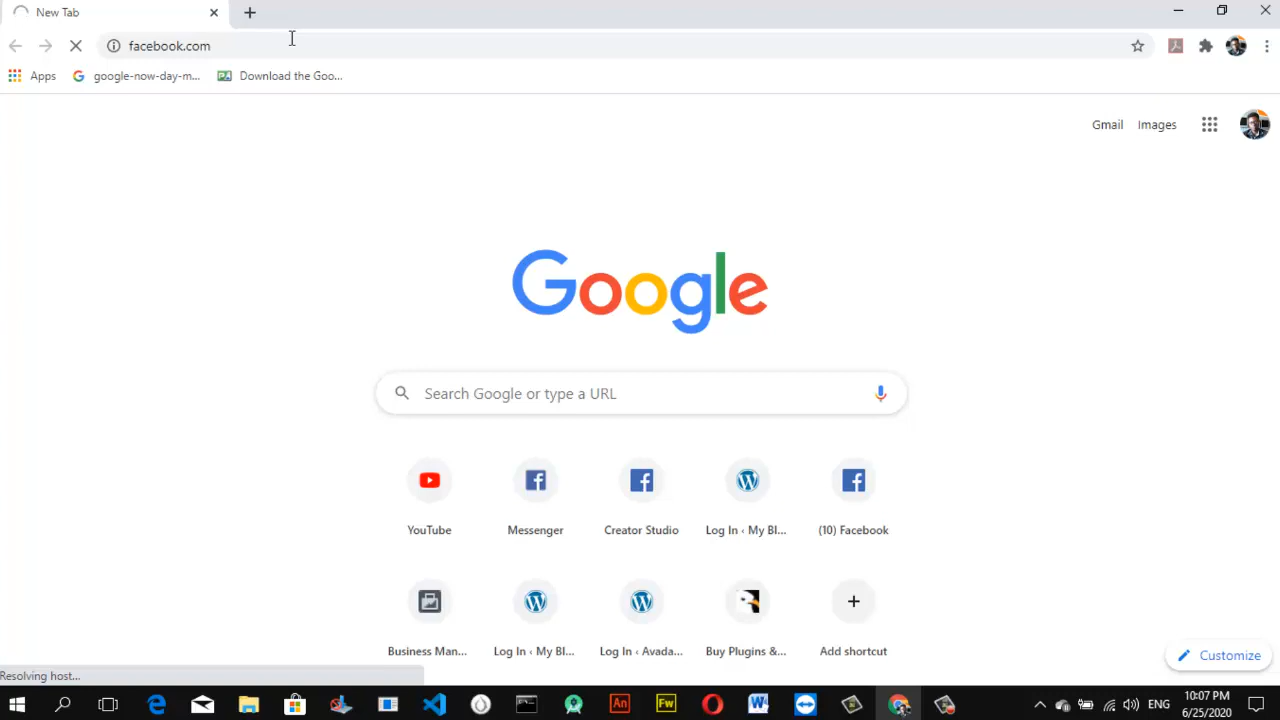 New Tab
facebook.com
Apps google-now-day-m... Download the Goo...
Gmail Images
Google
Search Google or type a URL
YouTube Messenger Creator Studio Log In ‹ My Bl... (10) Facebook
Business Man... Log In ‹ My Bl... Log In ‹ Avada... Buy Plugins &... Add shortcut
Customize
Resolving host...
An Fw W ENG 10:07 PM
6/25/2020